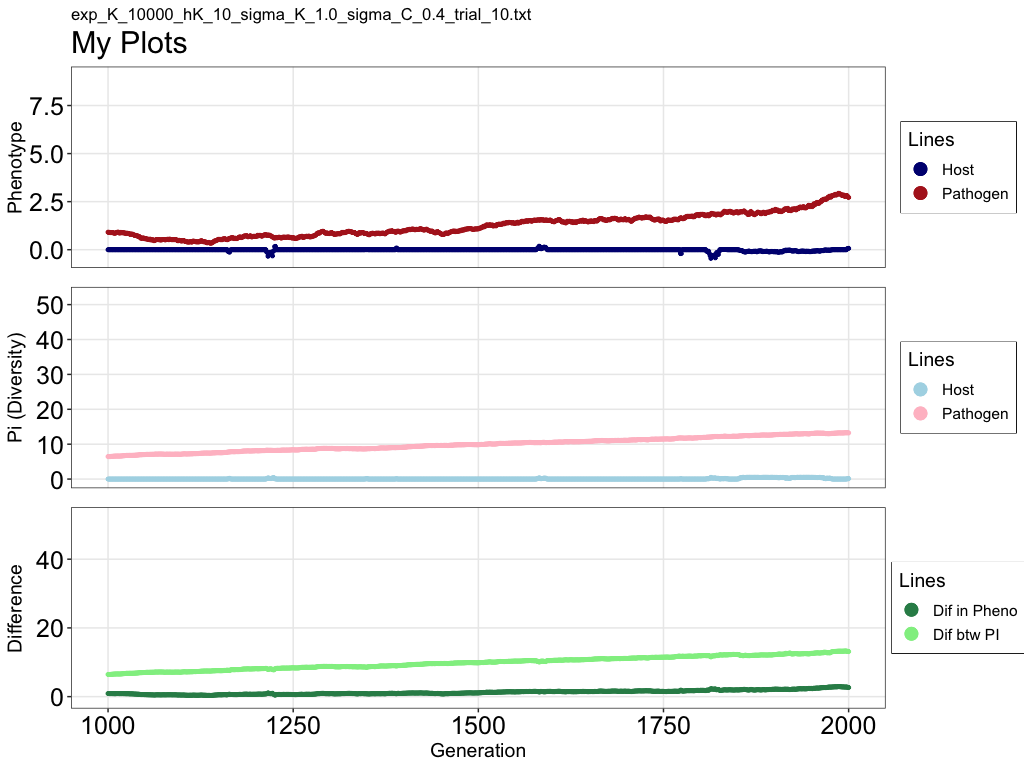 exp_K_10000_hK_10_sigma_K_1.0_sigma_C_0.4_trial_10.txt
My Plots
Phenotype
7.5
5.0
2.5
0.0
Lines
Host
Pathogen
Pi (Diversity)
50
40
30
20
10
0
Lines
Host
Pathogen
Difference
40
20
0
Lines
Dif in Pheno
Dif btw PI
1000 1250 1500 1750 2000
Generation